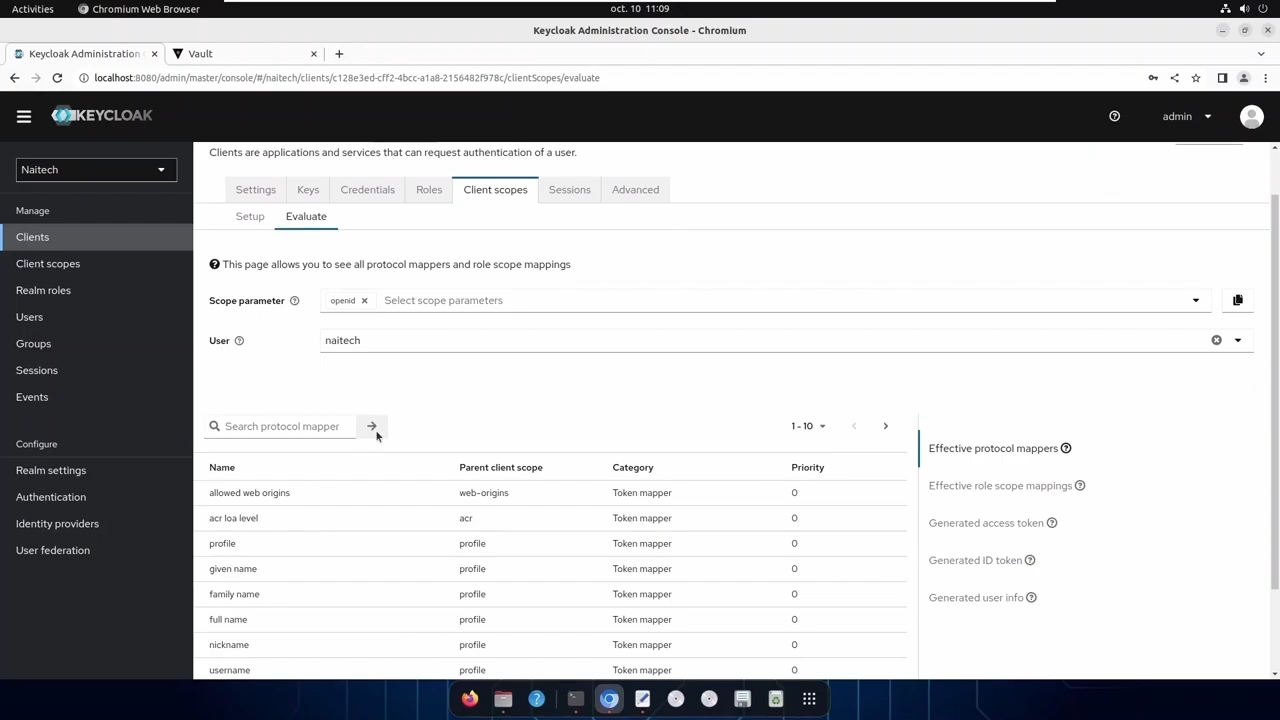 Activities
Chromium Web Browser
oct. 10 11:09
Keycloak Administration Console - Chromium
Keycloak Administration
Vault
localhost:8080/admin/master/console/#/naitech/clients/c128e3ed-cff2-4bcc-a1a8-2156482f978c/clientScopes/evaluate
KEYCLOAK
admin
Naitech
Manage
Clients
Client scopes
Realm roles
Users
Groups
Sessions
Events
Configure
Realm settings
Authentication
Identity providers
User federation
Clients are applications and services that can request authentication of a user.
Settings Keys Credentials Roles Client scopes Sessions Advanced
Setup Evaluate
This page allows you to see all protocol mappers and role scope mappings
Scope parameter openid Select scope parameters
User naitech
Search protocol mapper 1 - 10
Name Parent client scope Category Priority
allowed web origins web-origins Token mapper 0
acr loa level acr Token mapper 0
profile profile Token mapper 0
given name profile Token mapper 0
family name profile Token mapper 0
full name profile Token mapper 0
nickname profile Token mapper 0
username profile Token mapper 0
Effective protocol mappers
Effective role scope mappings
Generated access token
Generated ID token
Generated user info